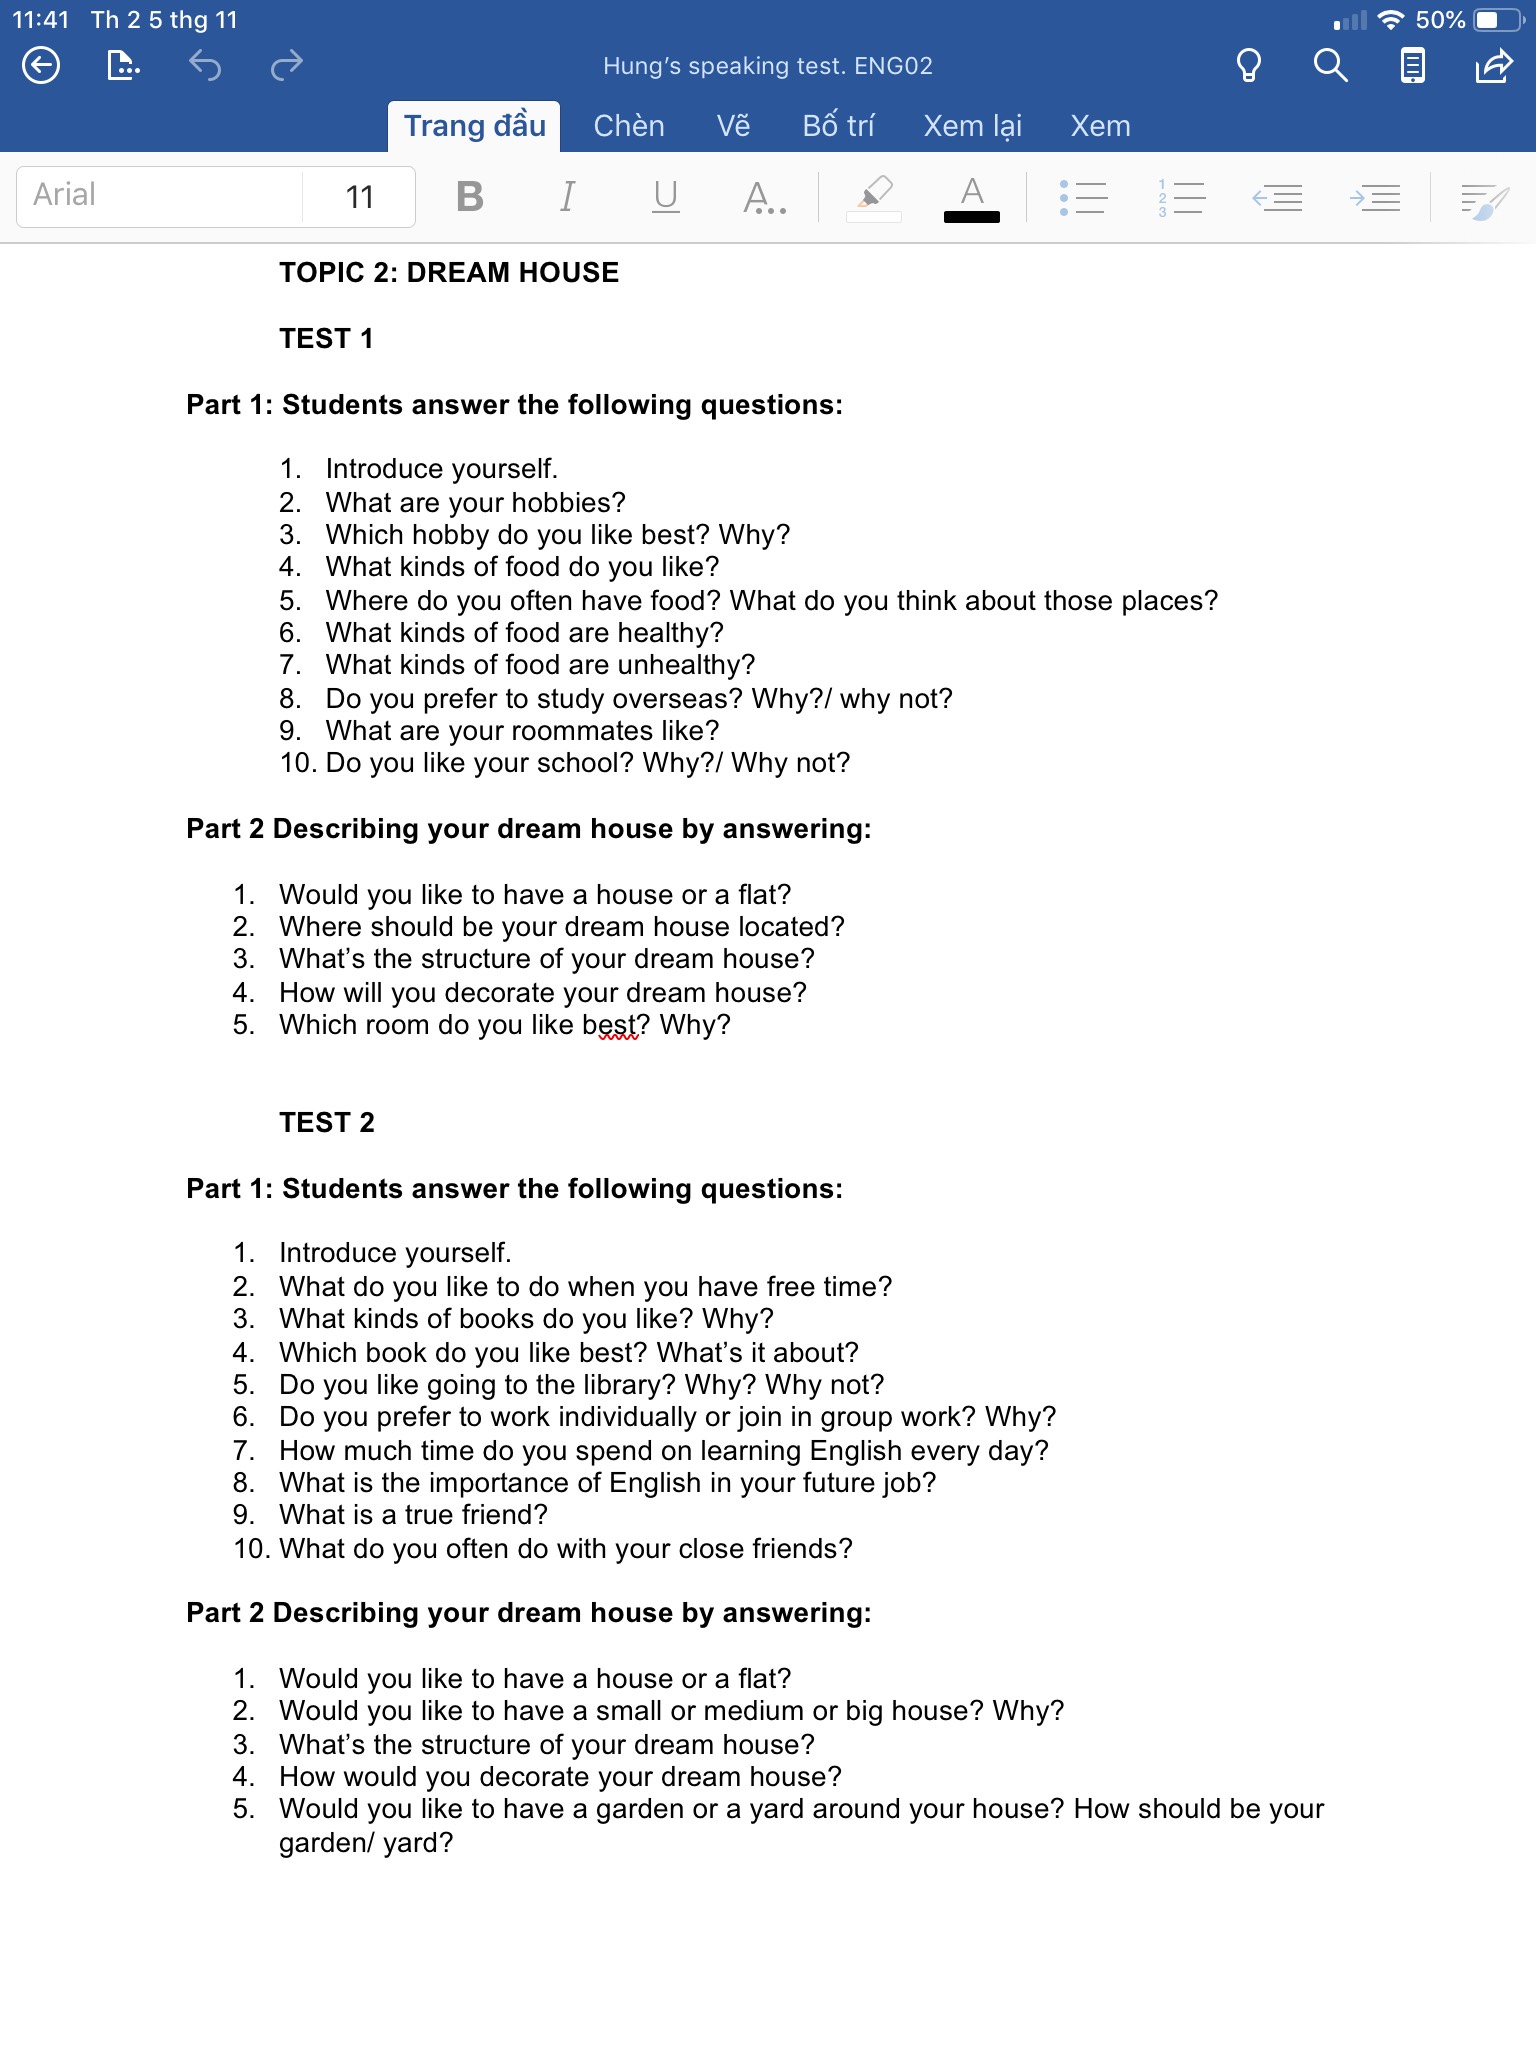 11:41 Th 2 5 thg 11 50%
Hung’s speaking test. ENG02
Trang đầu Chèn Vẽ Bố trí Xem lại Xem
Arial 11 B I U A.. A
TOPIC 2: DREAM HOUSE
TEST 1
Part 1: Students answer the following questions:
1. Introduce yourself.
2. What are your hobbies?
3. Which hobby do you like best? Why?
4. What kinds of food do you like?
5. Where do you often have food? What do you think about those places?
6. What kinds of food are healthy?
7. What kinds of food are unhealthy?
8. Do you prefer to study overseas? Why?/ why not?
9. What are your roommates like?
10. Do you like your school? Why?/ Why not?
Part 2 Describing your dream house by answering:
1. Would you like to have a house or a flat?
2. Where should be your dream house located?
3. What’s the structure of your dream house?
4. How will you decorate your dream house?
5. Which room do you like best? Why?
TEST 2
Part 1: Students answer the following questions:
1. Introduce yourself.
2. What do you like to do when you have free time?
3. What kinds of books do you like? Why?
4. Which book do you like best? What’s it about?
5. Do you like going to the library? Why? Why not?
6. Do you prefer to work individually or join in group work? Why?
7. How much time do you spend on learning English every day?
8. What is the importance of English in your future job?
9. What is a true friend?
10. What do you often do with your close friends?
Part 2 Describing your dream house by answering:
1. Would you like to have a house or a flat?
2. Would you like to have a small or medium or big house? Why?
3. What’s the structure of your dream house?
4. How would you decorate your dream house?
5. Would you like to have a garden or a yard around your house? How should be your
garden/ yard?